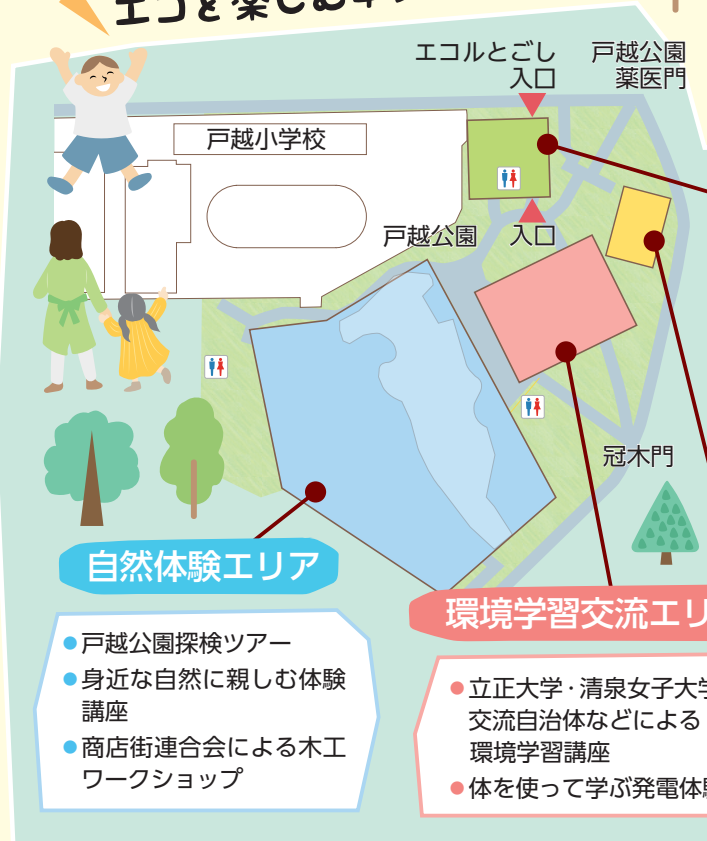 エコを楽しむ
エコルとごし
入口
戸越公園
薬医門
戸越小学校
戸越公園
入口
冠木門
自然体験エリア
●戸越公園探検ツアー
●身近な自然に親しむ体験
講座
●商店街連合会による木工
ワークショップ
環境学習交流エリ
●立正大学・清泉女子大学
交流自治体などによる
環境学習講座
●体を使って学ぶ発電体験